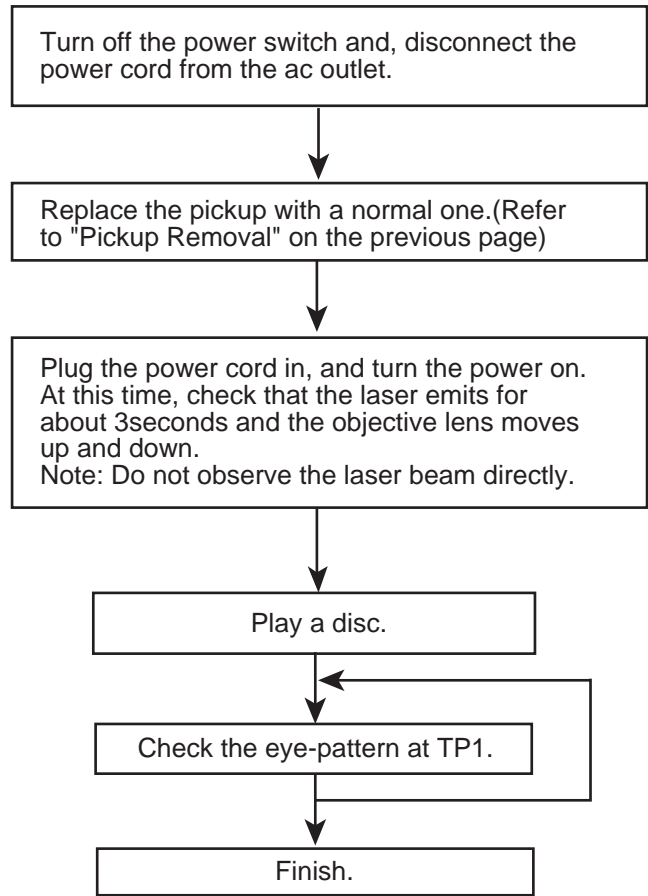 Turn off the power switch and, disconnect the
power cord from the ac outlet.
Replace the pickup with a normal one.(Refer
to "Pickup Removal" on the previous page)
Plug the power cord in, and turn the power on.
At this time, check that the laser emits for
about 3seconds and the objective lens moves
up and down.
Note: Do not observe the laser beam directly.
Play a disc.
Check the eye-pattern at TP1.
Finish.